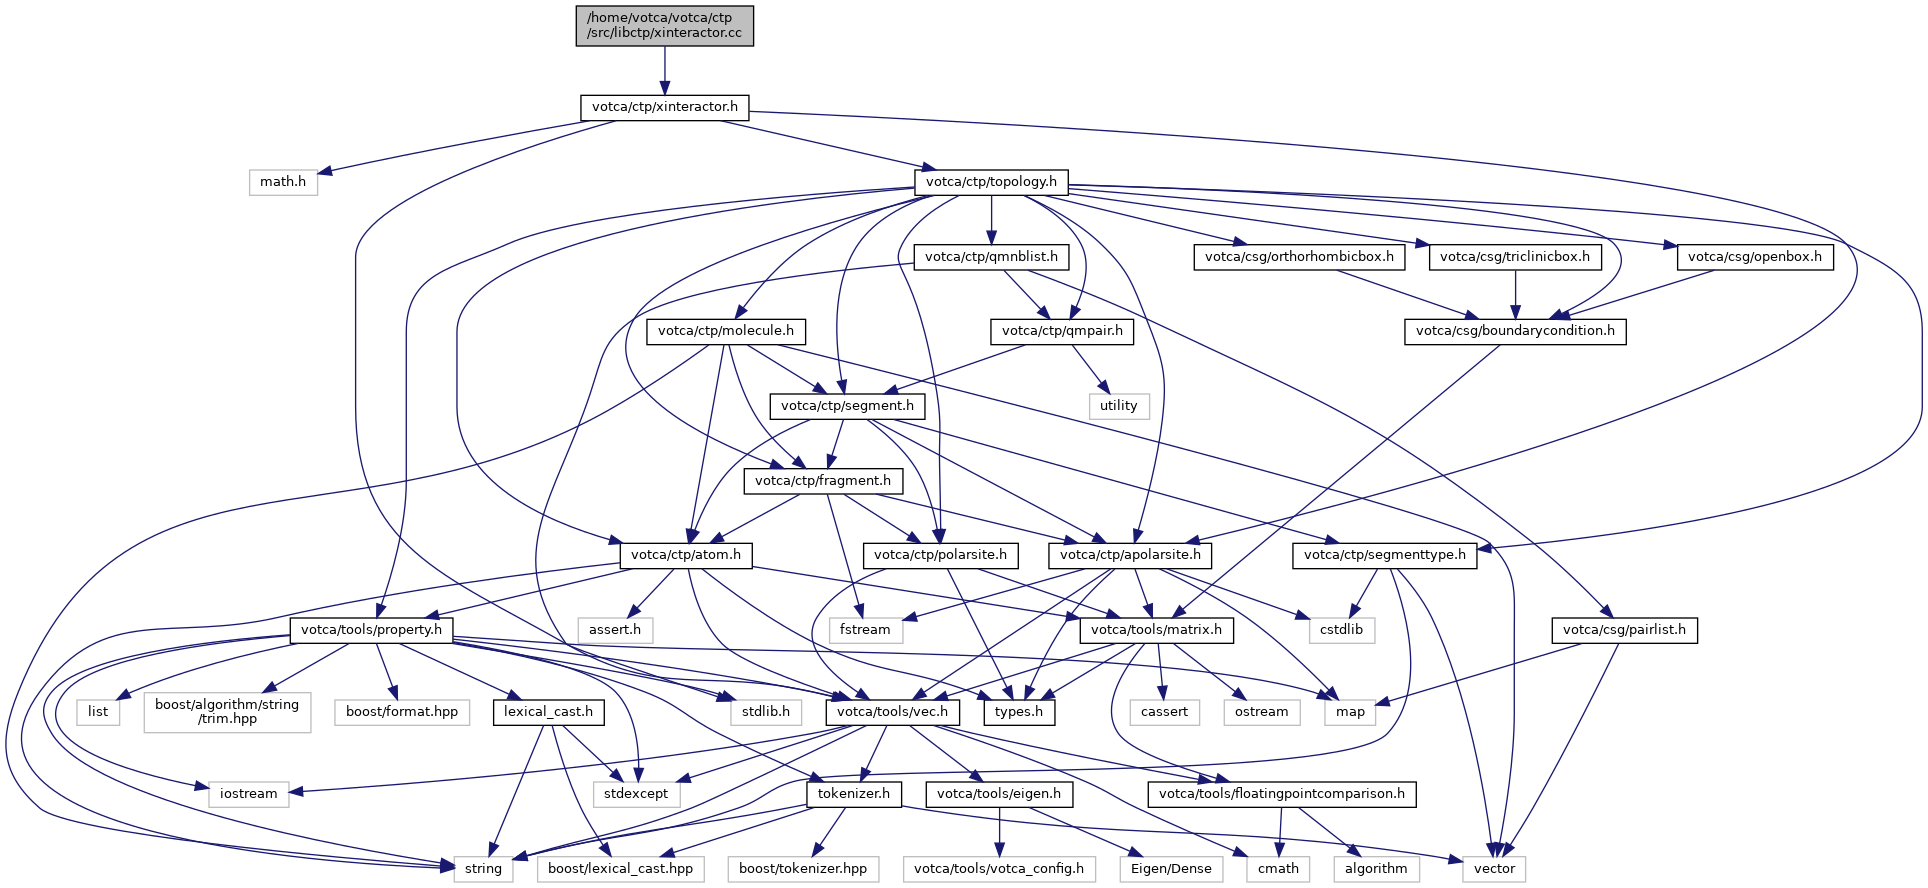 /home/votca/votca/ctp
/src/libctp/xinteractor.cc
votca/ctp/xinteractor.h
math.h
votca/ctp/topology.h
votca/ctp/qmnblist.h
votca/csg/orthorhombicbox.h
votca/csg/triclinicbox.h
votca/csg/openbox.h
votca/ctp/molecule.h
votca/ctp/qmpair.h
votca/csg/boundarycondition.h
votca/ctp/segment.h
utility
votca/ctp/fragment.h
votca/ctp/atom.h
votca/ctp/polarsite.h
votca/ctp/apolarsite.h
votca/ctp/segmenttype.h
votca/tools/property.h
assert.h
fstream
votca/tools/matrix.h
cstdlib
votca/csg/pairlist.h
list
boost/algorithm/string
/trim.hpp
boost/format.hpp
lexical_cast.h
stdlib.h
votca/tools/vec.h
types.h
cassert
ostream
map
iostream
stdexcept
tokenizer.h
votca/tools/eigen.h
votca/tools/floatingpointcomparison.h
string
boost/lexical_cast.hpp
boost/tokenizer.hpp
votca/tools/votca_config.h
Eigen/Dense
cmath
algorithm
vector